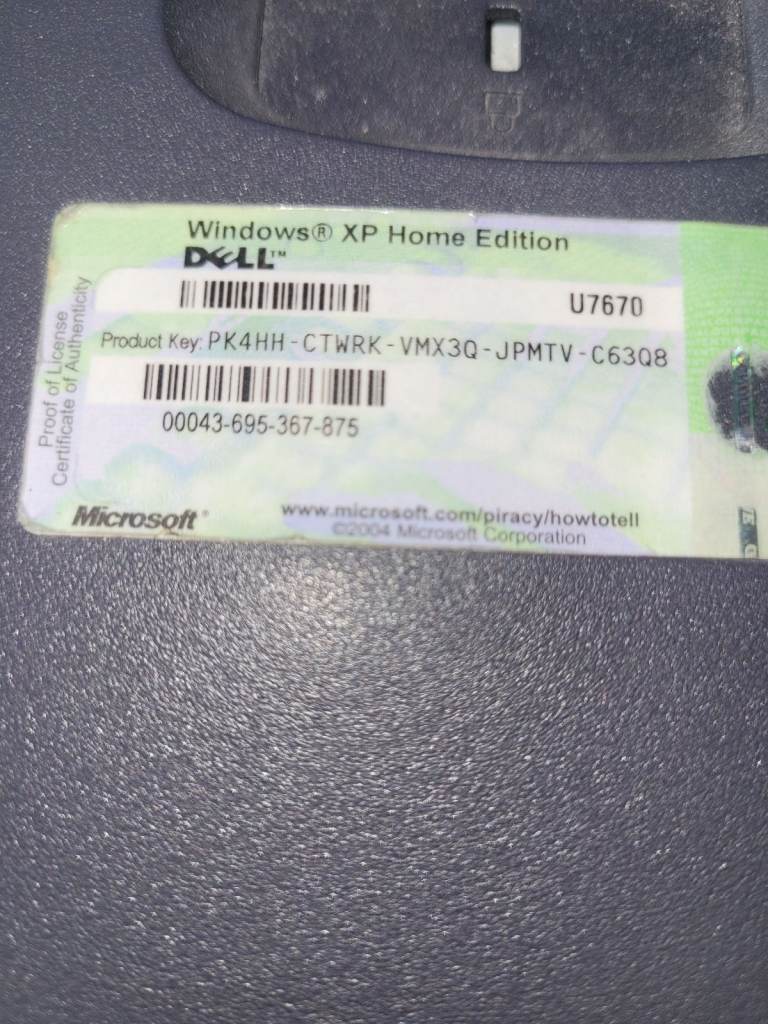 Windows® XP Home Edition
DELL™
U7670
Product Key: PK4HH-CTWRK-VMX3Q-JPMTV-C63Q8
00043-695-367-875
Proof of License
Certificate of Authenticity
Microsoft®
www.microsoft.com/piracy/howtotell
©2004 Microsoft Corporation